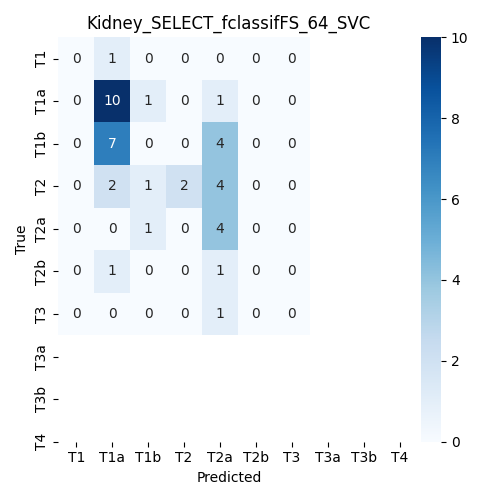 Kidney_SELECT_fclassifFS_64_SVC
T1 0 1 0 0 0 0 0
T1a 0 10 1 0 1 0 0
T1b 0 7 0 0 4 0 0
T2 0 2 1 2 4 0 0
T2a 0 0 1 0 4 0 0
T2b 0 1 0 0 1 0 0
T3 0 0 0 0 1 0 0
T3a
T3b
T4
True
T1 T1a T1b T2 T2a T2b T3 T3a T3b T4
Predicted
10
8
6
4
2
0